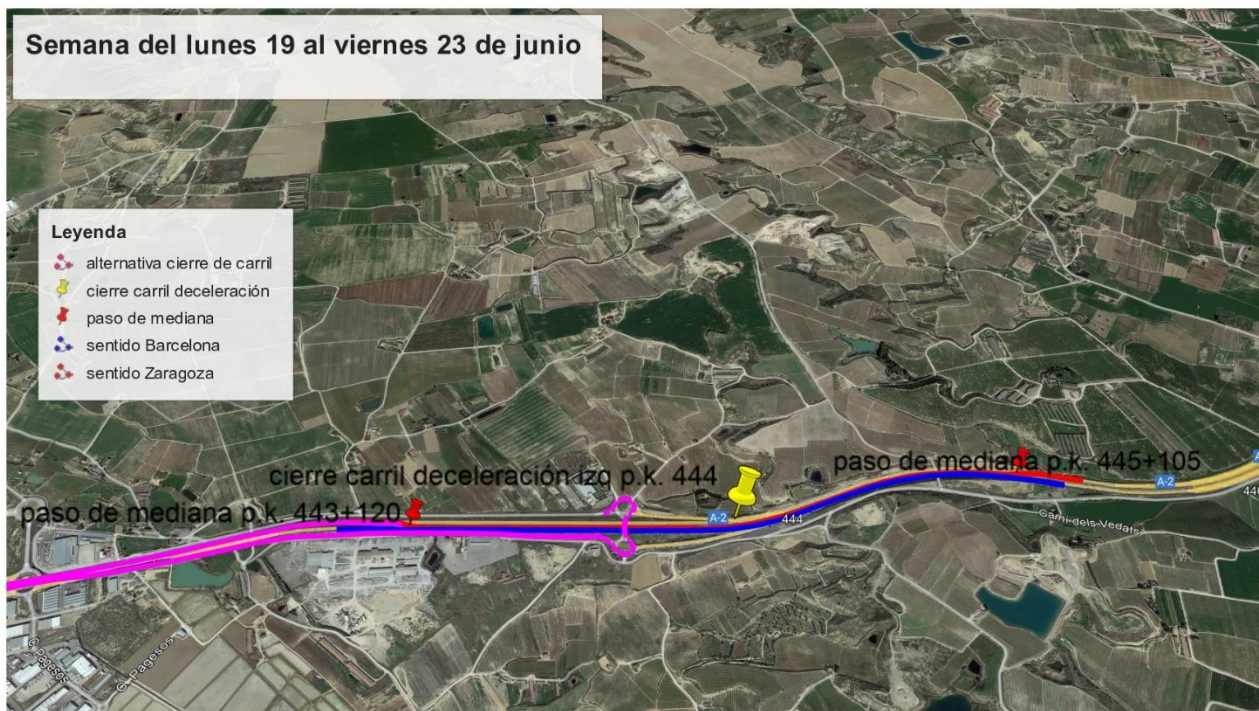 Semana del lunes 19 al viernes 23 de junio
Leyenda
alternativa cierre de carril
cierre carril deceleración
paso de mediana
sentido Barcelona
sentido Zaragoza
cierre carril deceleración izq p.k. 444
paso de mediana p.k. 445+105
paso de mediana p.k. 443+120
A-2
A-2
444
Camí dels Vedats
C. Pagesos
C. Pagesos